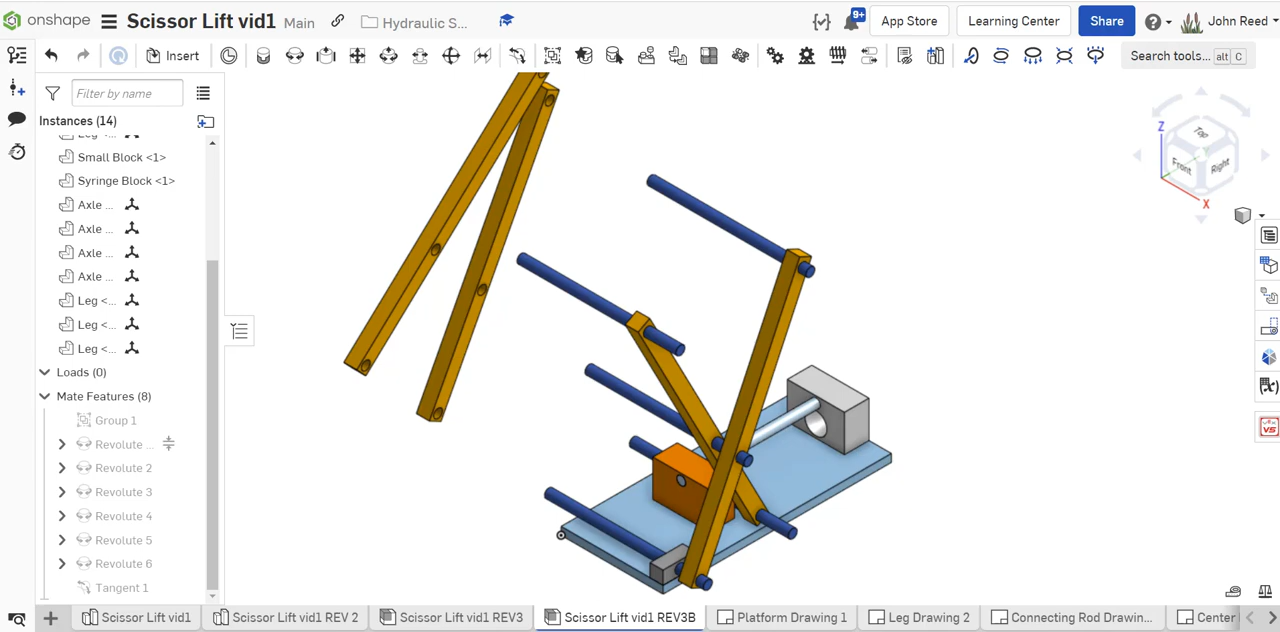 onshape
Scissor Lift vid1 Main
Hydraulic S...
9+
App Store
Learning Center
Share
John Reed
Insert
Search tools... alt C
Filter by name
Instances (14)
Small Block <1>
Syringe Block <1>
Axle ...
Axle ...
Axle ...
Axle ...
Leg <...
Leg <...
Leg <...
Loads (0)
Mate Features (8)
Group 1
Revolute ...
Revolute 2
Revolute 3
Revolute 4
Revolute 5
Revolute 6
Tangent 1
Z
Top
Front
Right
X
VS
Scissor Lift vid1
Scissor Lift vid1 REV 2
Scissor Lift vid1 REV3
Scissor Lift vid1 REV3B
Platform Drawing 1
Leg Drawing 2
Connecting Rod Drawin...
Center